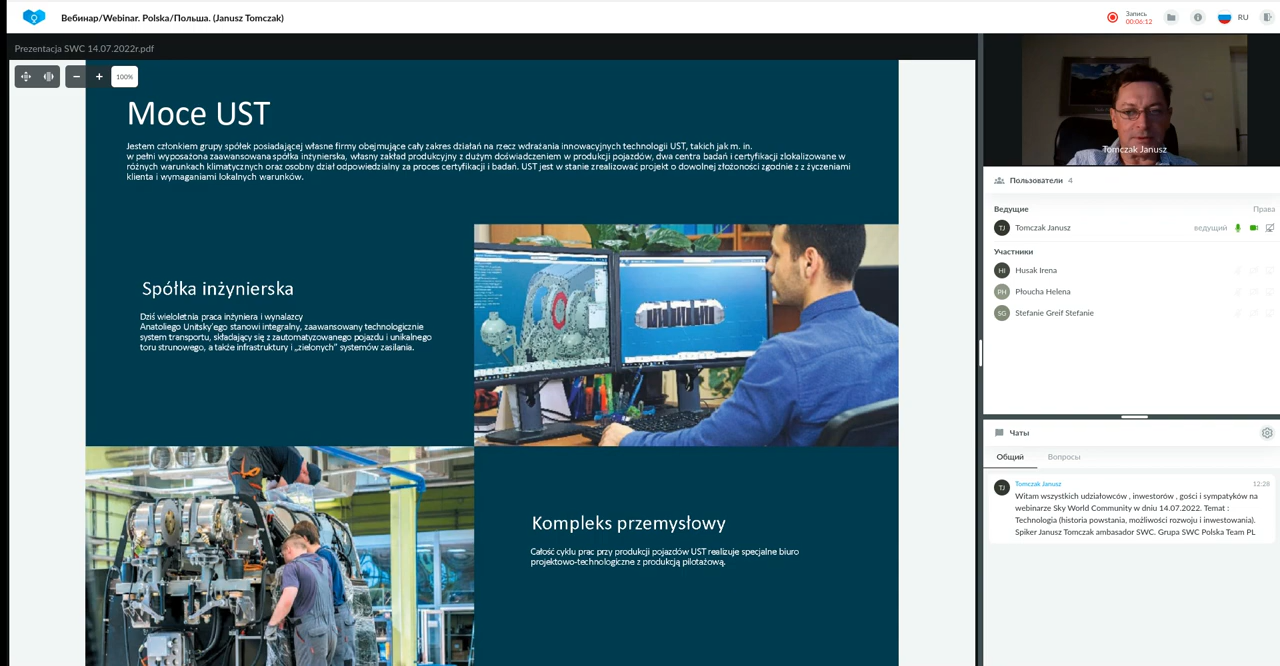 Вебинар/Webinar. Polska/Польша. (Janusz Tomczak)
Запись
00:06:12
RU
Prezentacja SWC 14.07.2022r.pdf
100%
Moce UST
Jestem członkiem grupy spółek posiadającej własne firmy obejmujące cały zakres działań na rzecz wdrażania innowacyjnych technologii UST, takich jak m. in.
w pełni wyposażona zaawansowana spółka inżynierska, własny zakład produkcyjny z dużym doświadczeniem w produkcji pojazdów, dwa centra badań i certyfikacji zlokalizowane w
różnych warunkach klimatycznych oraz osobny dział odpowiedzialny za proces certyfikacji i badań. UST jest w stanie zrealizować projekt o dowolnej złożoności zgodnie z z życzeniami
klienta i wymaganiami lokalnych warunków.
Spółka inżynierska
Dziś wieloletnia praca inżyniera i wynalazcy
Anatoliego Unitsky'ego stanowi integralny, zaawansowany technologicznie
system transportu, składający się z zautomatyzowanego pojazdu i unikalnego
toru strunowego, a także infrastruktury i „zielonych” systemów zasilania.
Kompleks przemysłowy
Całość cyklu prac przy produkcji pojazdów UST realizuje specjalne biuro
projektowo-technologiczne z produkcją pilotażową.
Tomczak Janusz
Пользователи 4
Ведущие Права
TJ Tomczak Janusz ведущий
Участники
HI Husak Irena
PH Płoucha Helena
SG Stefanie Greif Stefanie
Чаты
Общий Вопросы
TJ Tomczak Janusz 12:28
Witam wszystkich udziałowców , inwestorów , gości i sympatyków na
webinarze Sky World Community w dniu 14.07.2022. Temat :
Technologia (historia powstania, możliwości rozwoju i inwestowania).
Spiker Janusz Tomczak ambasador SWC. Grupa SWC Polska Team PL